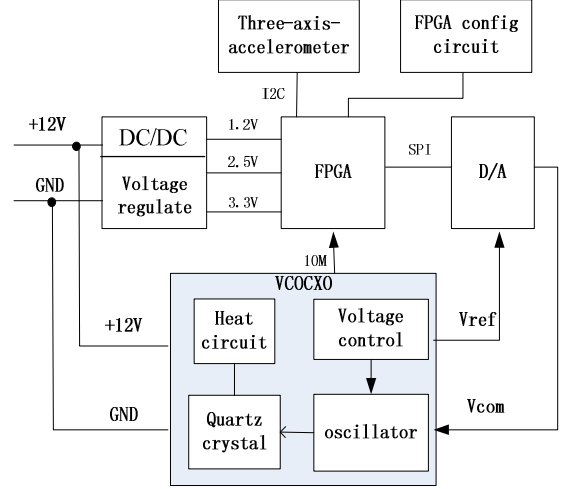 Three-axis-
accelerometer
FPGA config
circuit
I2C
+12V
DC/DC
1.2V
2.5V
FPGA
SPI
D/A
GND
Voltage
regulate
3.3V
10M
VCOCXO
+12V
Heat
circuit
Voltage
control
Vref
GND
Quartz
crystal
oscillator
Vcom